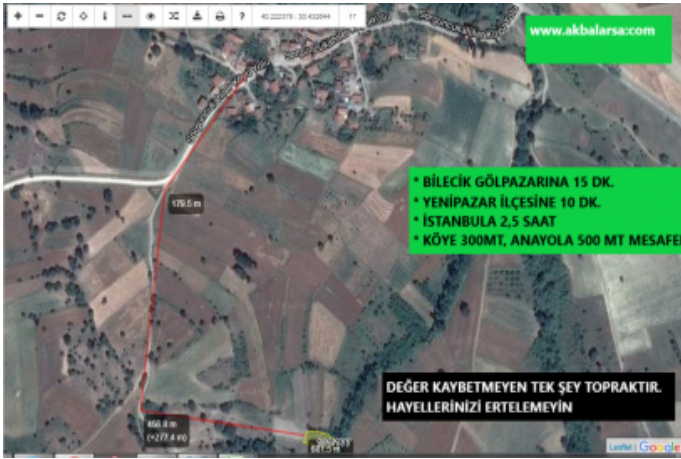 www.akbalarsa:com
* BİLECİK GÖLPAZARINA 15 DK.
* YENİPAZAR İLÇESİNE 10 DK.
* İSTANBULA 2,5 SAAT
* KÖYE 300MT, ANAYOLA 500 MT MESAFE
179.5 m
DEĞER KAYBETMEYEN TEK ŞEY TOPRAKTIR.
HAYELLERİNİZİ ERTELEMEYİN
456.8 m
(+277.4 m)
Leaflet | Google